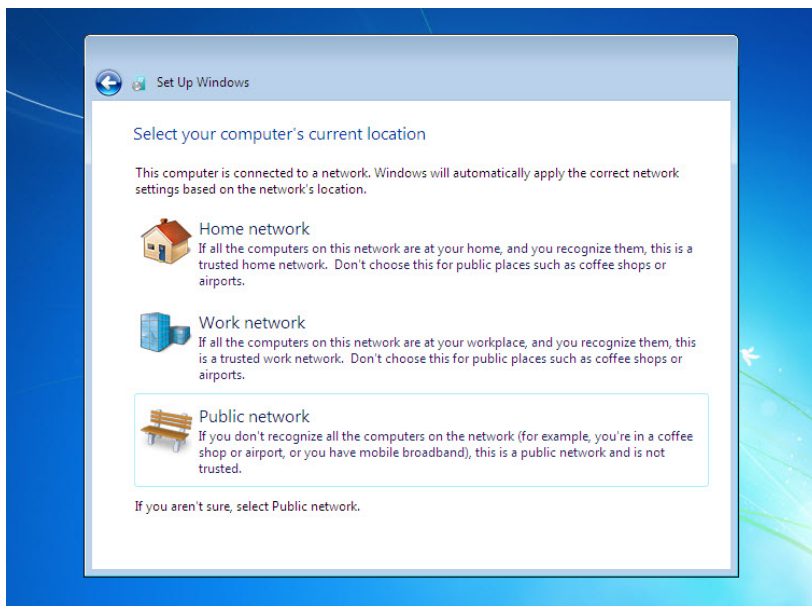 Set Up Windows
Select your computer's current location
This computer is connected to a network. Windows will automatically apply the correct network
settings based on the network's location.
Home network
If all the computers on this network are at your home, and you recognize them, this is a
trusted home network.  Don't choose this for public places such as coffee shops or
airports.
Work network
If all the computers on this network are at your workplace, and you recognize them, this
is a trusted work network.  Don't choose this for public places such as coffee shops or
airports.
Public network
If you don't recognize all the computers on the network (for example, you're in a coffee
shop or airport, or you have mobile broadband), this is a public network and is not
trusted.
If you aren't sure, select Public network.